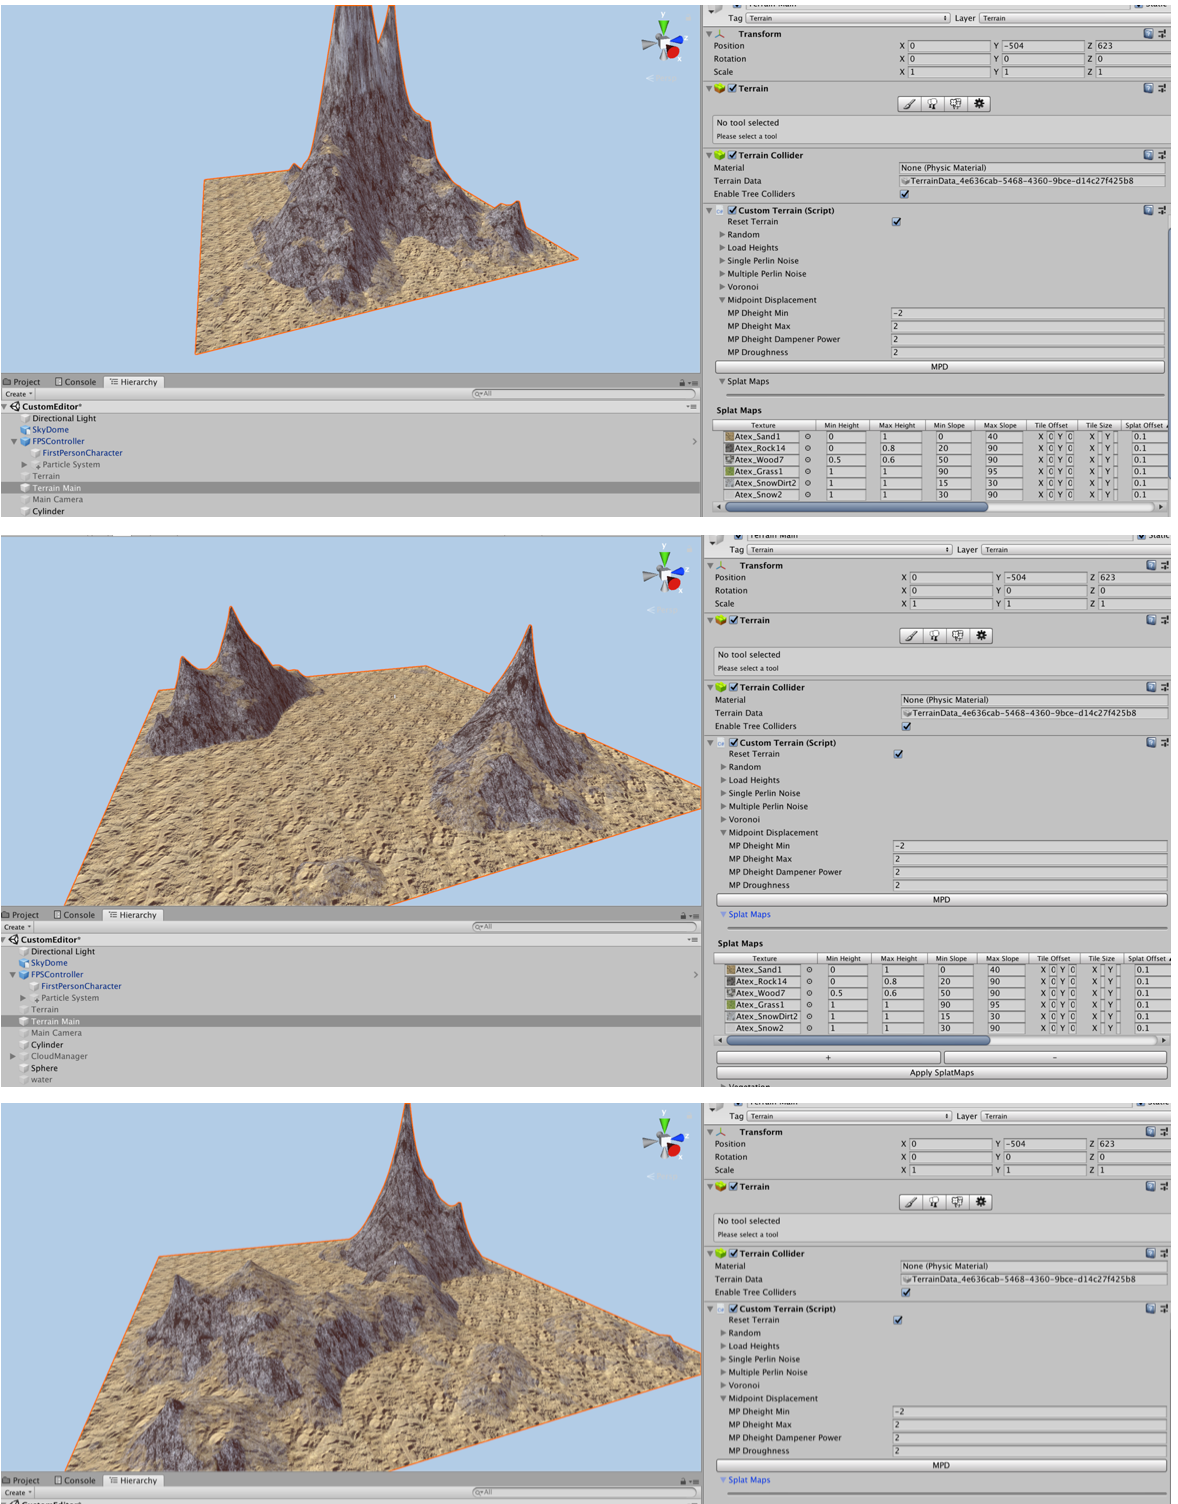 Terrain Main Static
Tag Terrain Layer Terrain
Transform
Position X 0 Y -504 Z 623
Rotation X 0 Y 0 Z 0
Scale X 1 Y 1 Z 1
Terrain
No tool selected
Please select a tool
Terrain Collider
Material None (Physic Material)
Terrain Data TerrainData_4e636cab-5468-4360-9bce-d14c27f425b8
Enable Tree Colliders
Custom Terrain (Script)
Reset Terrain
Random
Load Heights
Single Perlin Noise
Multiple Perlin Noise
Voronoi
Midpoint Displacement
MP Dheight Min -2
MP Dheight Max 2
MP Dheight Dampener Power 2
MP Droughness 2
MPD
Splat Maps
Splat Maps
Texture Min Height Max Height Min Slope Max Slope Tile Offset Tile Size Splat Offset
Atex_Sand1 0 1 0 40 X 0 Y 0 X Y 0.1
Atex_Rock14 0 0.8 20 90 X 0 Y 0 X Y 0.1
Atex_Wood7 0.5 0.6 50 90 X 0 Y 0 X Y 0.1
Atex_Grass1 1 1 90 95 X 0 Y 0 X Y 0.1
Atex_SnowDirt2 1 1 15 30 X 0 Y 0 X Y 0.1
Atex_Snow2 1 1 30 90 X 0 Y 0 X Y 0.1
y
z
x
Project Console Hierarchy
Create All
CustomEditor*
Directional Light
SkyDome
FPSController
FirstPersonCharacter
Particle System
Terrain
Terrain Main
Main Camera
Cylinder
Terrain Main Static
Tag Terrain Layer Terrain
Transform
Position X 0 Y -504 Z 623
Rotation X 0 Y 0 Z 0
Scale X 1 Y 1 Z 1
Terrain
No tool selected
Please select a tool
Terrain Collider
Material None (Physic Material)
Terrain Data TerrainData_4e636cab-5468-4360-9bce-d14c27f425b8
Enable Tree Colliders
Custom Terrain (Script)
Reset Terrain
Random
Load Heights
Single Perlin Noise
Multiple Perlin Noise
Voronoi
Midpoint Displacement
MP Dheight Min -2
MP Dheight Max 2
MP Dheight Dampener Power 2
MP Droughness 2
MPD
Splat Maps
Splat Maps
Texture Min Height Max Height Min Slope Max Slope Tile Offset Tile Size Splat Offset
Atex_Sand1 0 1 0 40 X 0 Y 0 X Y 0.1
Atex_Rock14 0 0.8 20 90 X 0 Y 0 X Y 0.1
Atex_Wood7 0.5 0.6 50 90 X 0 Y 0 X Y 0.1
Atex_Grass1 1 1 90 95 X 0 Y 0 X Y 0.1
Atex_SnowDirt2 1 1 15 30 X 0 Y 0 X Y 0.1
Atex_Snow2 1 1 30 90 X 0 Y 0 X Y 0.1
+ -
Apply SplatMaps
Vegetation
y
z
x
Project Console Hierarchy
Create All
CustomEditor*
Directional Light
SkyDome
FPSController
FirstPersonCharacter
Particle System
Terrain
Terrain Main
Main Camera
Cylinder
CloudManager
Sphere
water
Terrain Main Static
Tag Terrain Layer Terrain
Transform
Position X 0 Y -504 Z 623
Rotation X 0 Y 0 Z 0
Scale X 1 Y 1 Z 1
Terrain
No tool selected
Please select a tool
Terrain Collider
Material None (Physic Material)
Terrain Data TerrainData_4e636cab-5468-4360-9bce-d14c27f425b8
Enable Tree Colliders
Custom Terrain (Script)
Reset Terrain
Random
Load Heights
Single Perlin Noise
Multiple Perlin Noise
Voronoi
Midpoint Displacement
MP Dheight Min -2
MP Dheight Max 2
MP Dheight Dampener Power 2
MP Droughness 2
MPD
Splat Maps
y
z
x
Project Console Hierarchy
Create All
CustomEditor*